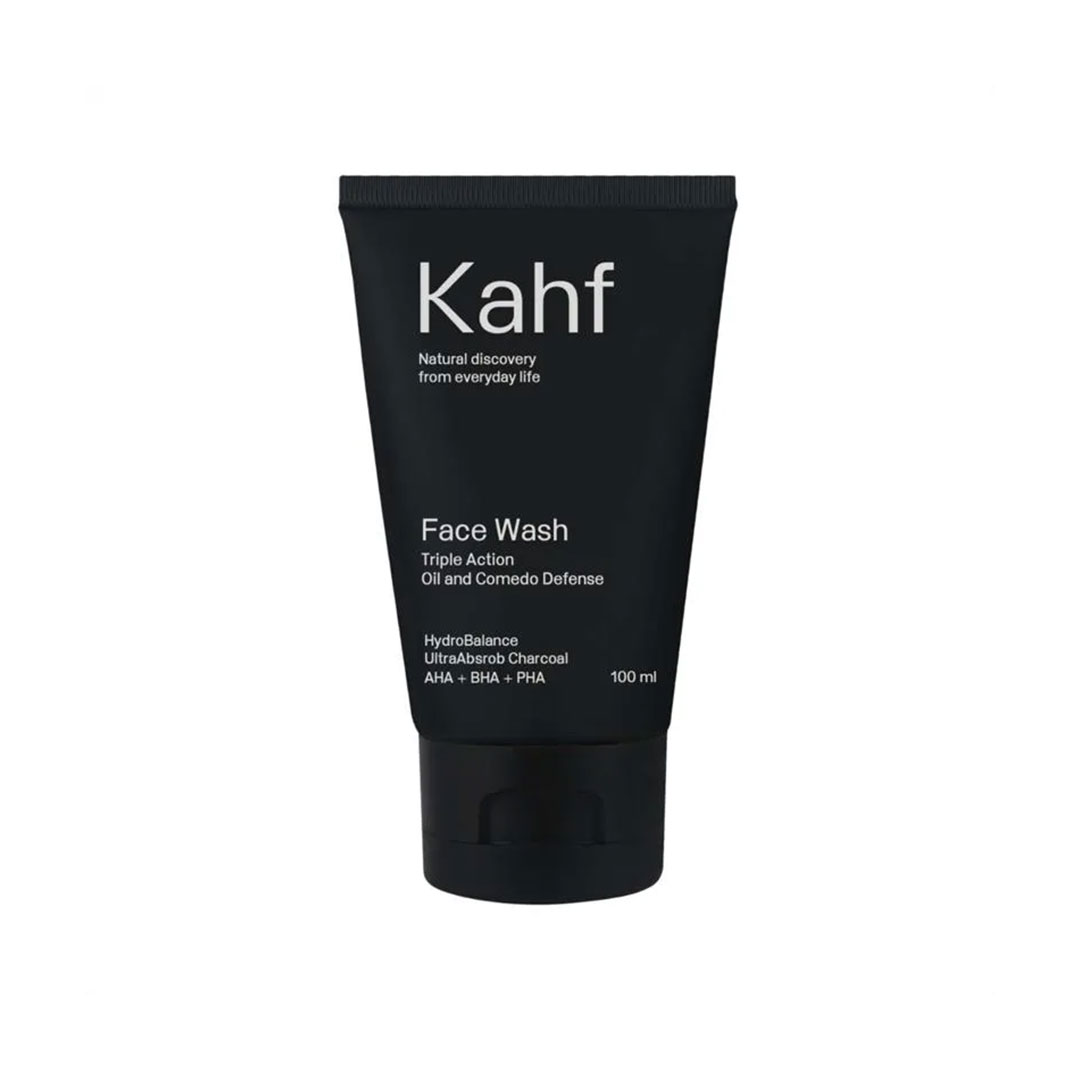 Kahf
Natural discovery
from everyday life
Face Wash
Triple Action
Oil and Comedo Defense
HydroBalance
UltraAbsrob Charcoal
AHA + BHA + PHA 100 ml